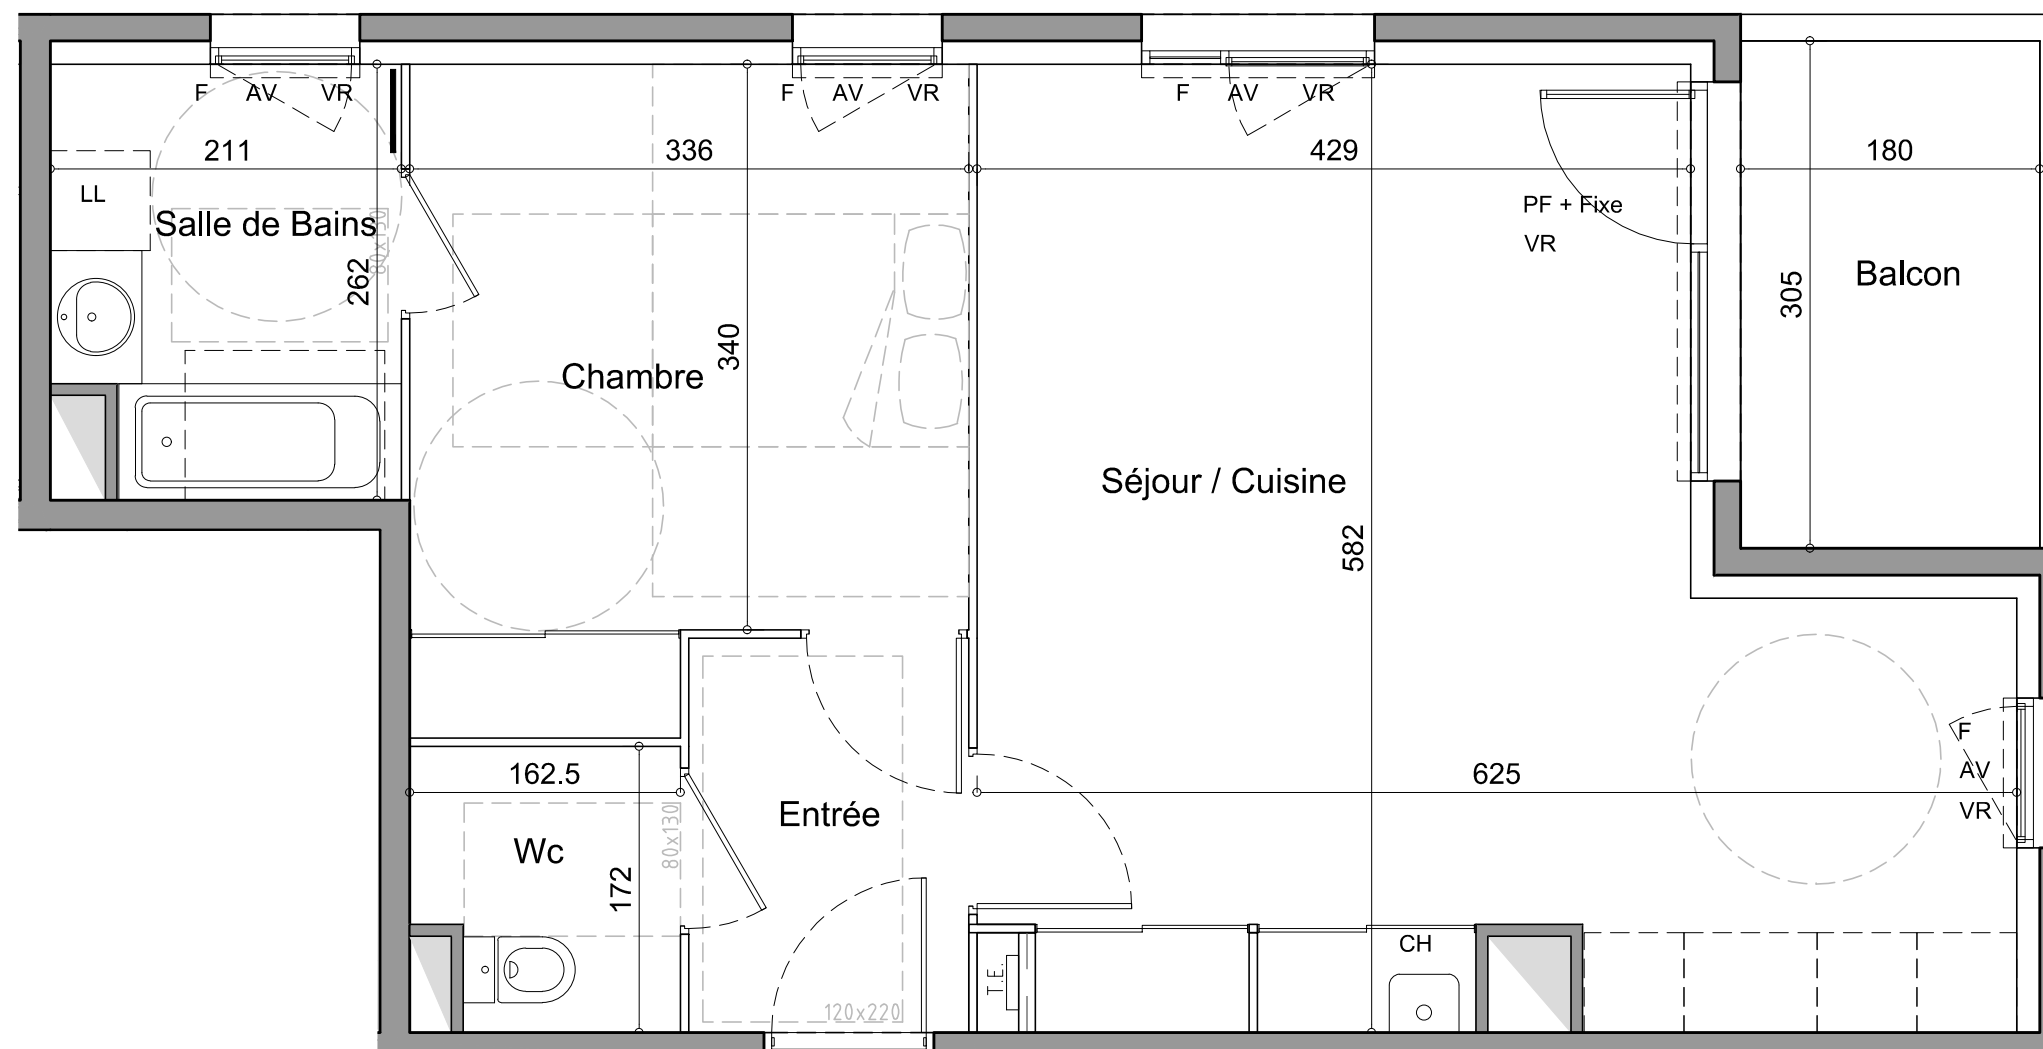 F AV VR
F AV VR
F AV VR
211
336
429
180
LL
PF + Fixe
VR
Salle de Bains
80x130
262
Balcon
305
340
Chambre
Séjour / Cuisine
582
F
AV
VR
162.5
625
Entrée
80x130
Wc
172
CH
T.E.
120x220